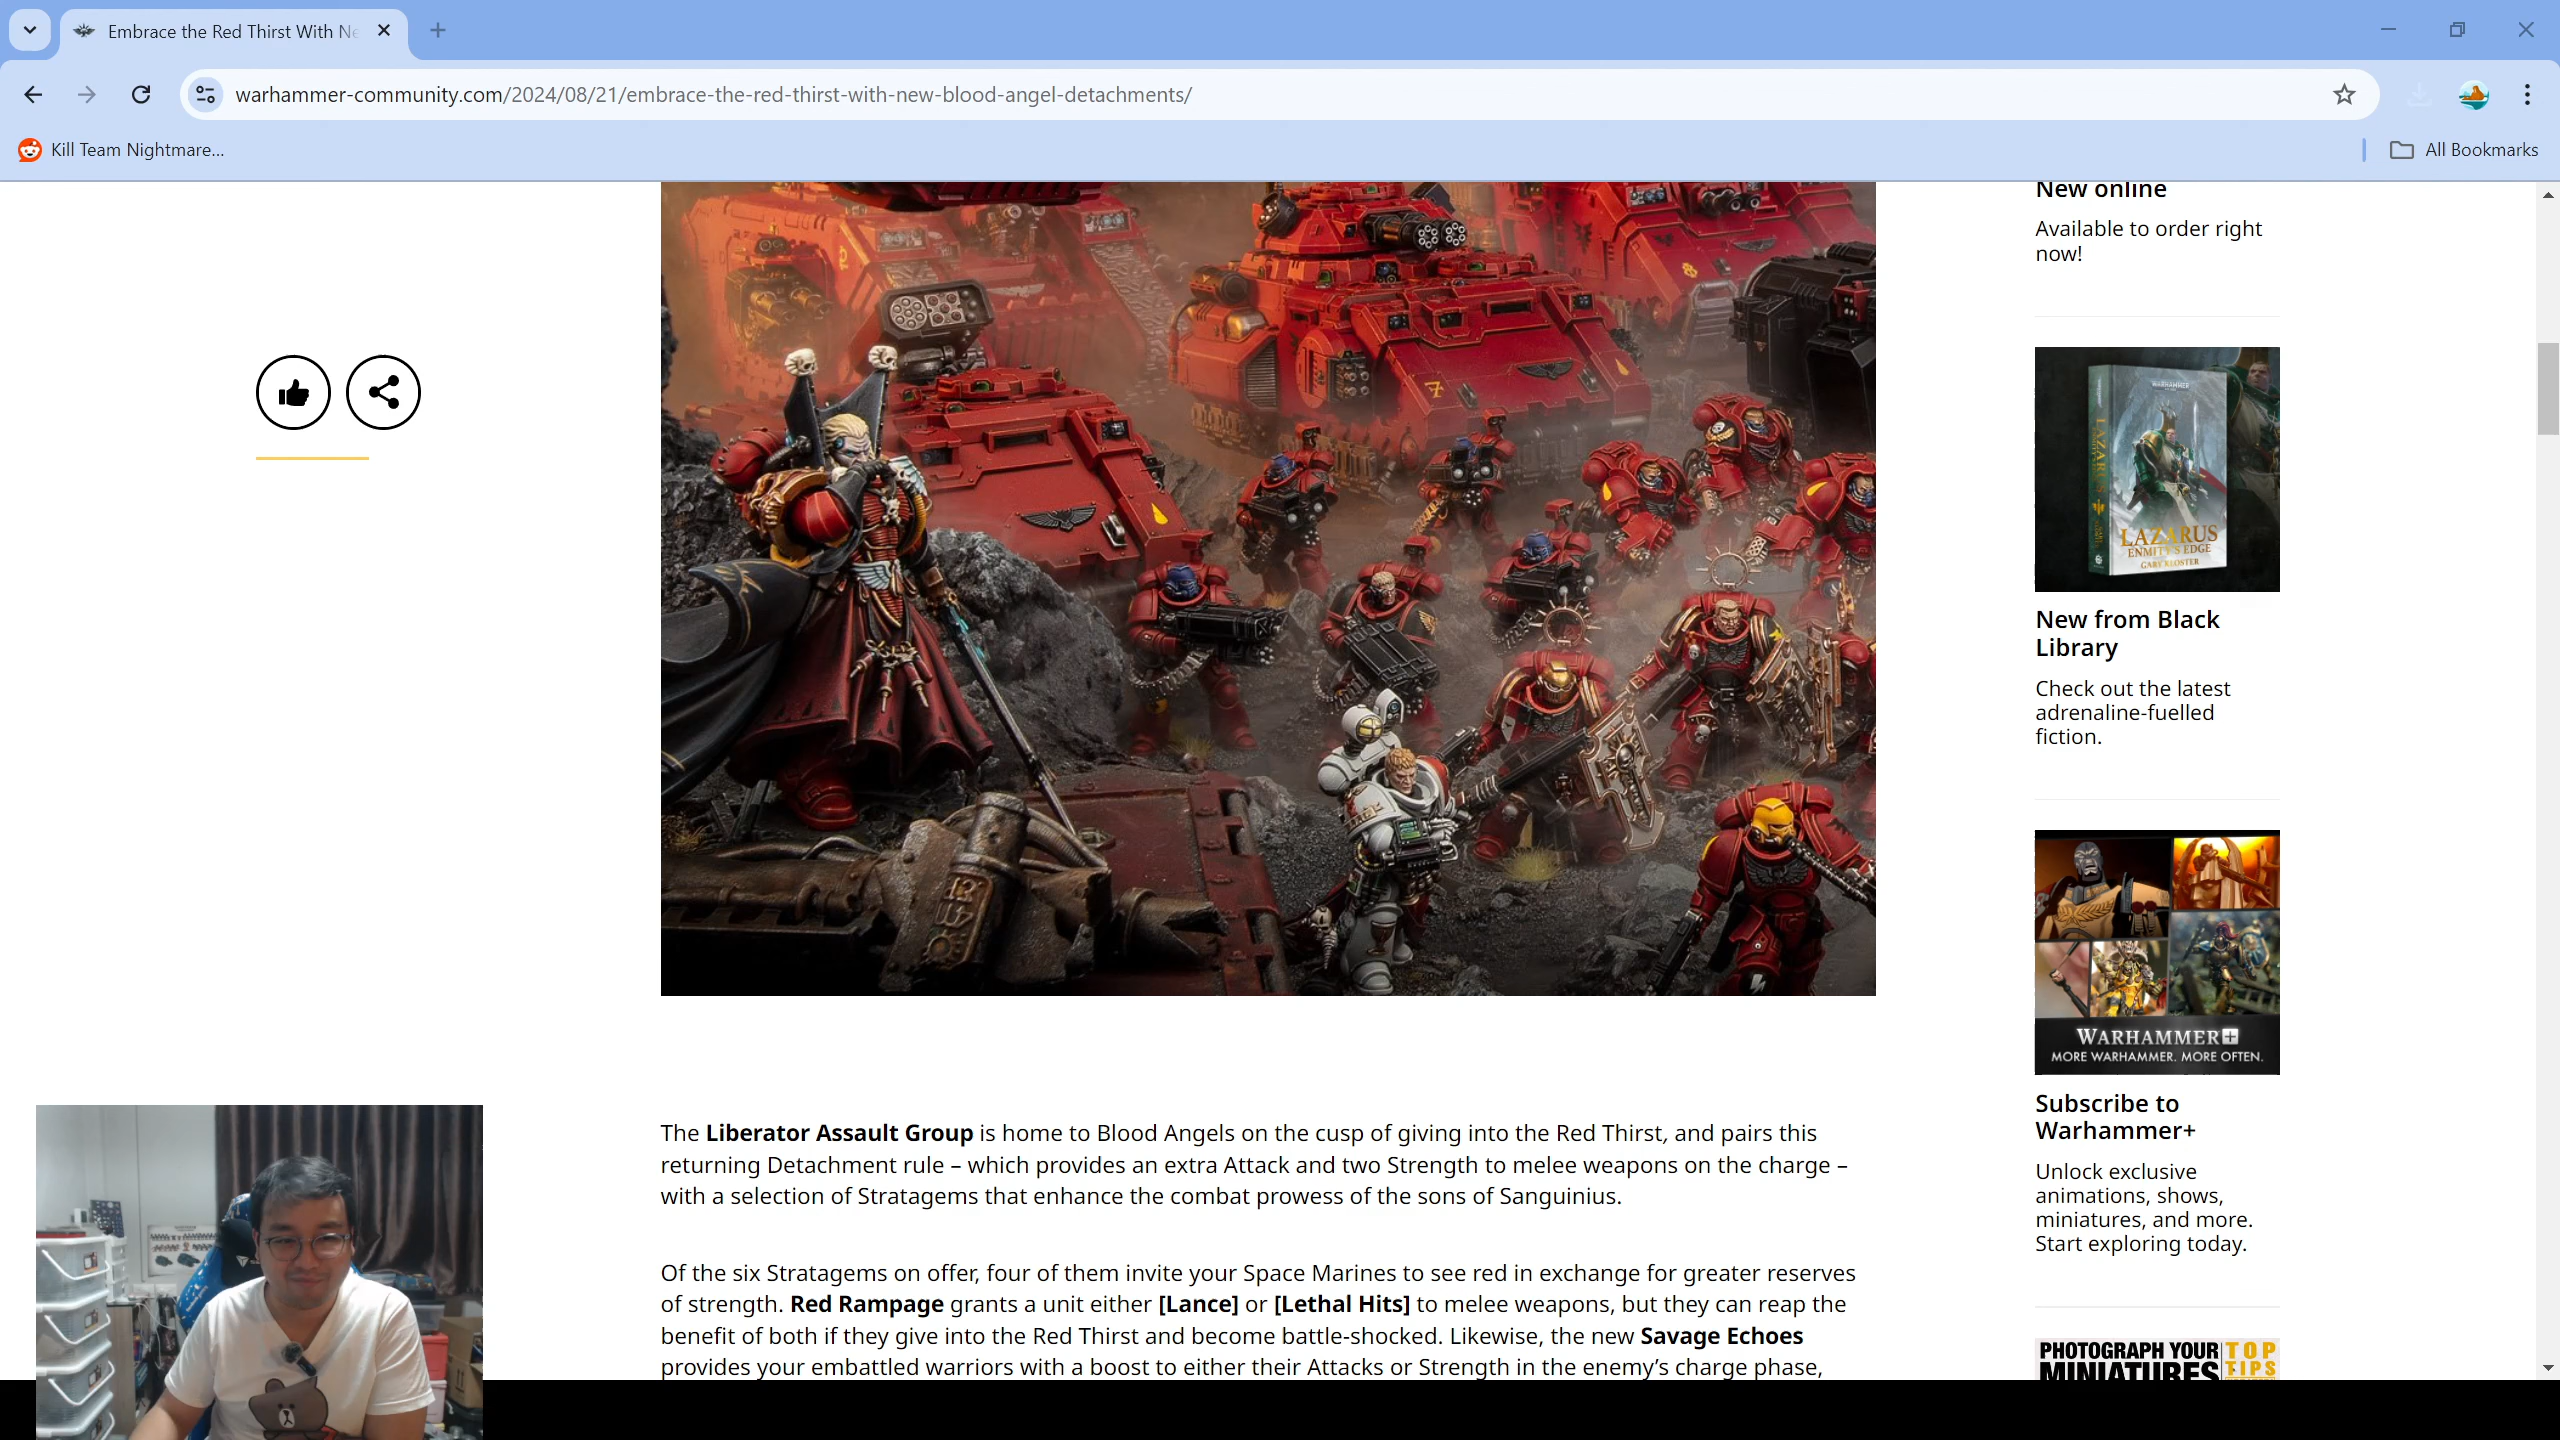 Embrace the Red Thirst With Ne
warhammer-community.com/2024/08/21/embrace-the-red-thirst-with-new-blood-angel-detachments/
Kill Team Nightmare...
All Bookmarks
New online
Available to order right
now!
WARHAMMER
LAZARUS
LAZARUS
ENMITY'S EDGE
GARY KLOSTER
New from Black
Library
Check out the latest
adrenaline-fuelled
fiction.
WARHAMMER+
MORE WARHAMMER. MORE OFTEN.
Subscribe to
Warhammer+
Unlock exclusive
animations, shows,
miniatures, and more.
Start exploring today.
PHOTOGRAPH YOUR TOP
MINIATURES TIPS
The Liberator Assault Group is home to Blood Angels on the cusp of giving into the Red Thirst, and pairs this
returning Detachment rule – which provides an extra Attack and two Strength to melee weapons on the charge –
with a selection of Stratagems that enhance the combat prowess of the sons of Sanguinius.
Of the six Stratagems on offer, four of them invite your Space Marines to see red in exchange for greater reserves
of strength. Red Rampage grants a unit either [Lance] or [Lethal Hits] to melee weapons, but they can reap the
benefit of both if they give into the Red Thirst and become battle-shocked. Likewise, the new Savage Echoes
provides your embattled warriors with a boost to either their Attacks or Strength in the enemy’s charge phase,